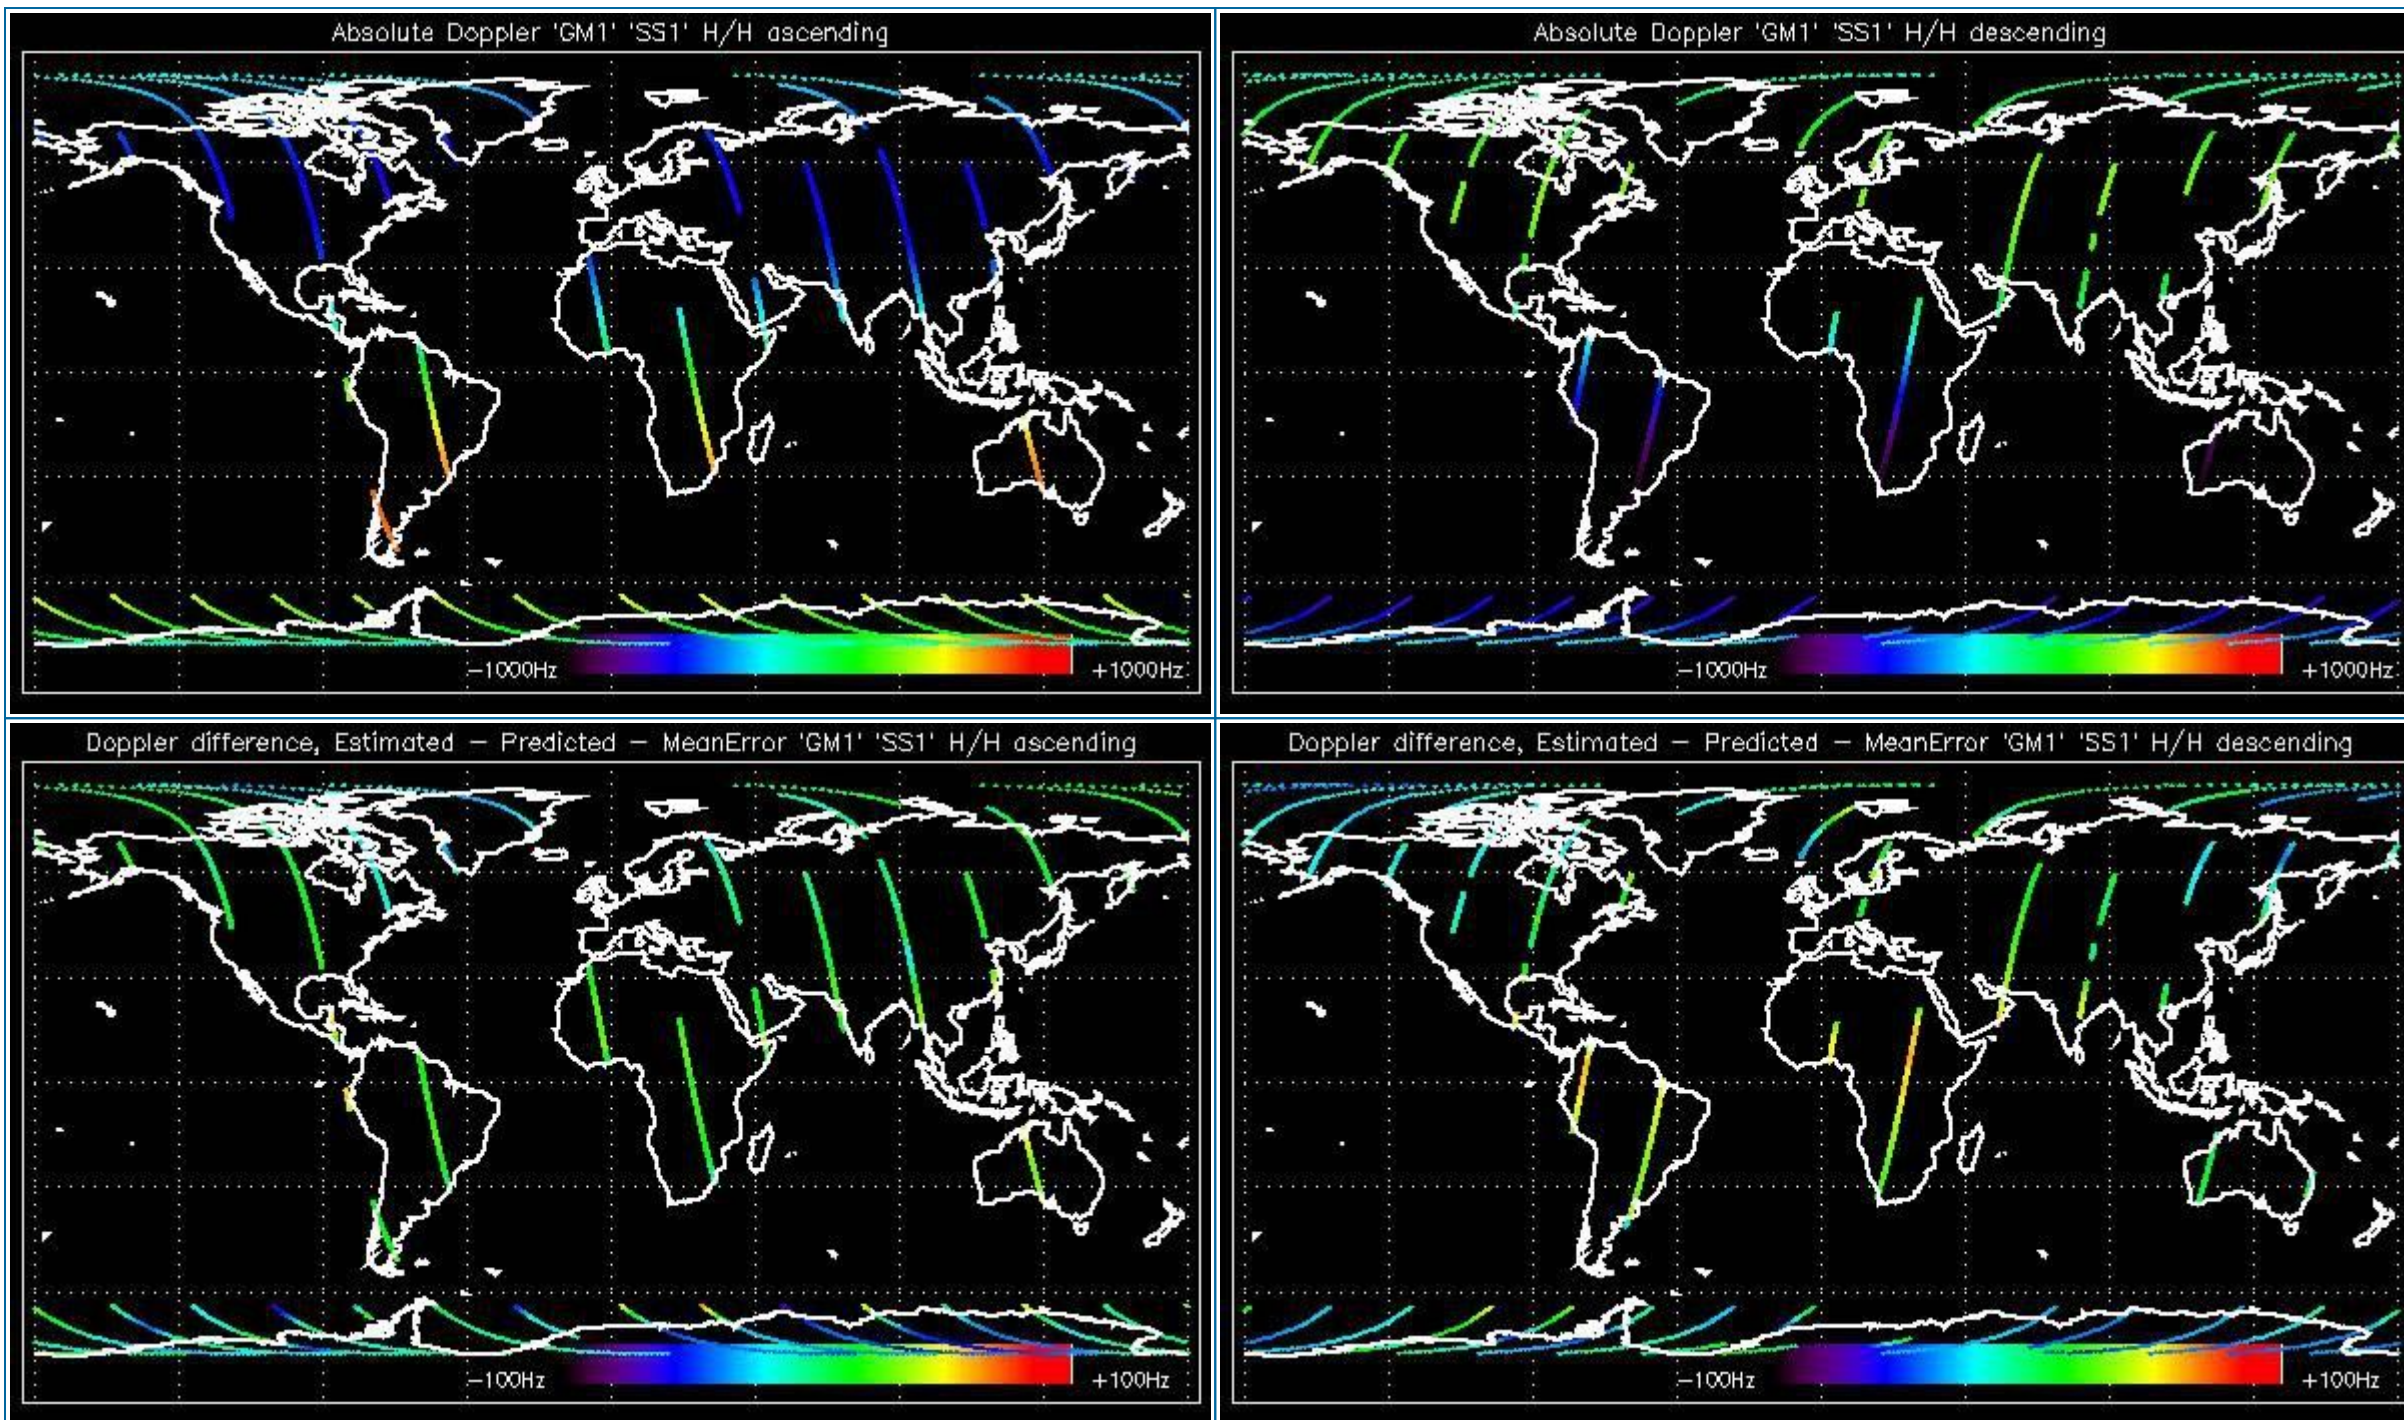 Absolute Doppler 'GM1' 'SS1' H/H ascending
-1000Hz
+1000Hz
Absolute Doppler 'GM1' 'SS1' H/H descending
-1000Hz
+1000Hz
Doppler difference, Estimated - Predicted - MeanError 'GM1' 'SS1' H/H ascending
-100Hz
+100Hz
Doppler difference, Estimated - Predicted - MeanError 'GM1' 'SS1' H/H descending
-100Hz
+100Hz